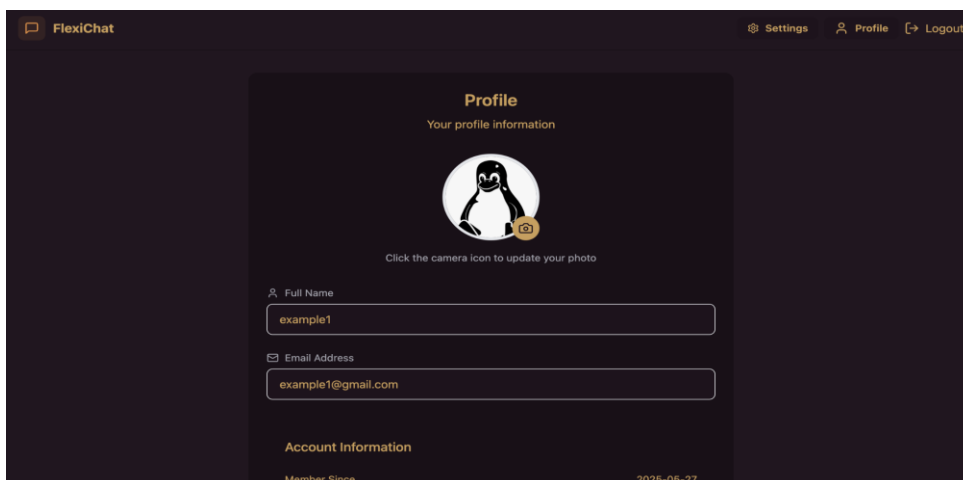 FlexiChat
Settings Profile Logout
Profile
Your profile information
Click the camera icon to update your photo
Full Name
example1
Email Address
example1@gmail.com
Account Information
Member Since 2025-05-27